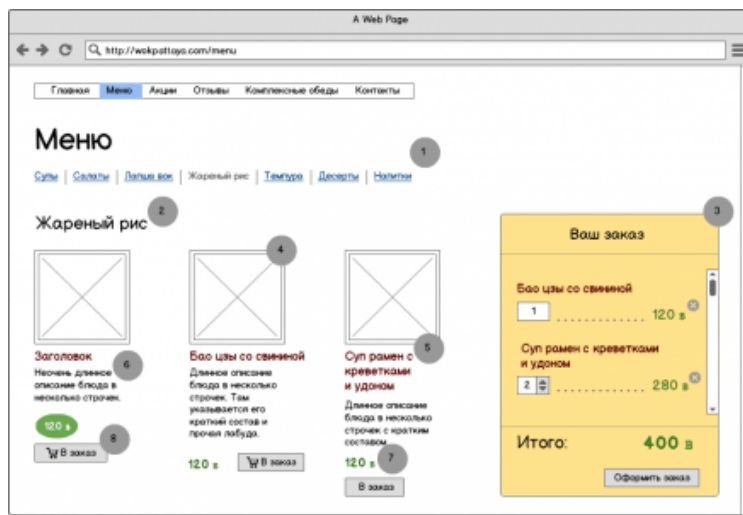 A Web Page
http://wokpattaya.com/menu
Главная Меню Акции Отзывы Комплексные обеды Контакты
Меню
1
Супы | Салаты | Лапша вок | Жареный рис | Темпура | Десерты | Напитки
2
Жареный рис
3
Ваш заказ
4
Бао цзы со свининой
1 120 ฿
Суп рамен с креветками
и удоном
2 280 ฿
Итого: 400 ฿
Оформить заказ
Заголовок
6
Неочень длинное
описание блюда в
несколько строчек.
120 ฿
8
В заказ
Бао цзы со свининой
Длинное описание
блюда в несколько
строчек. Там
указывается его
краткий состав и
прочая лабуда.
120 ฿ В заказ
5
Суп рамен с
креветками
и удоном
Длинное описание
блюда в несколько
строчек с кратким
составом
120 ฿
7
В заказ